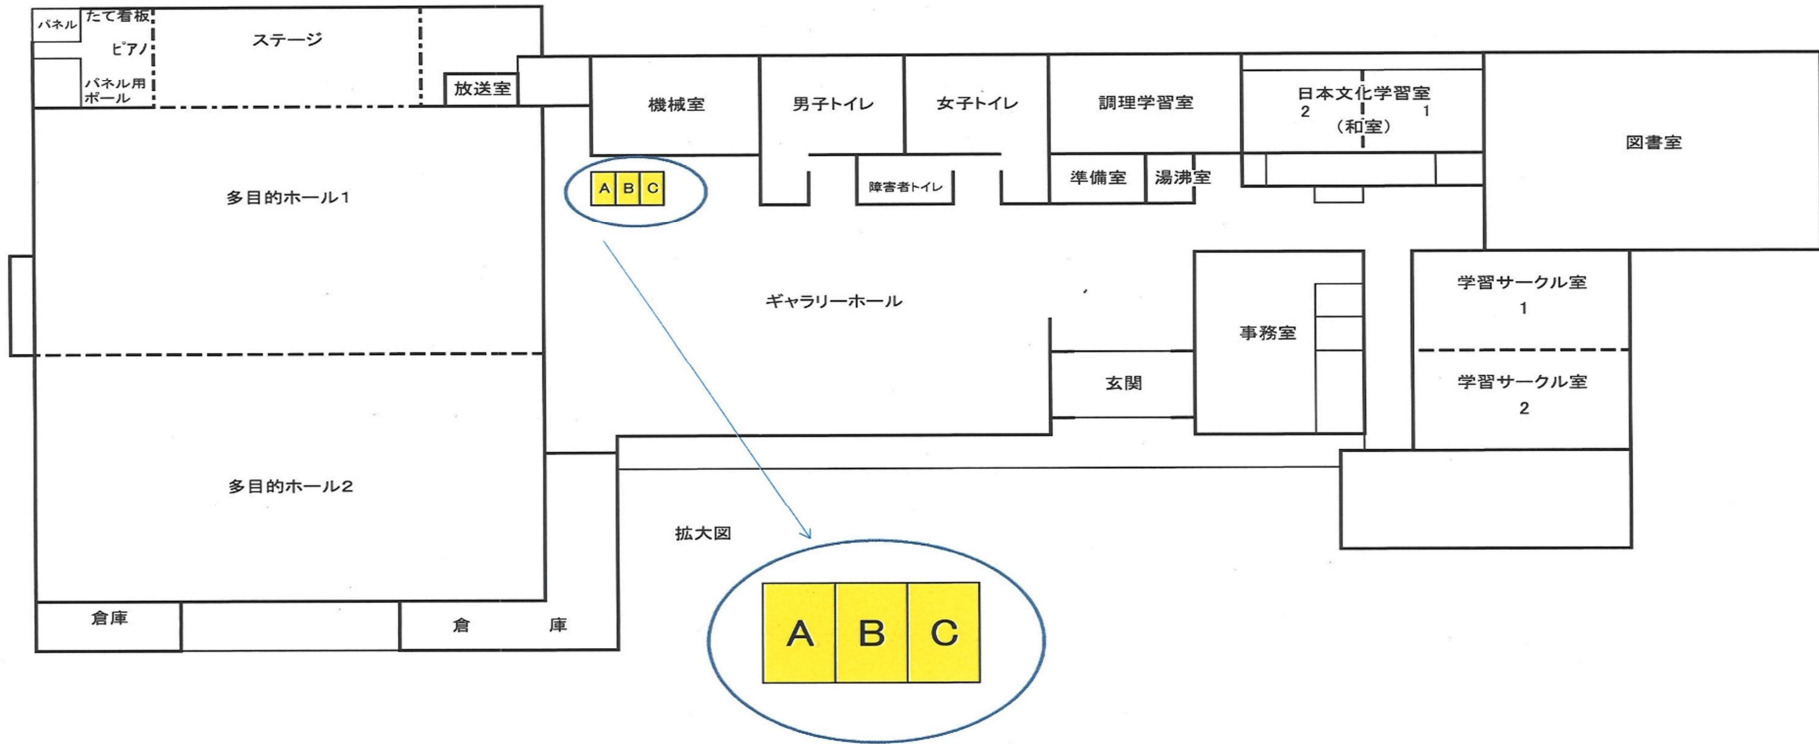 パネル
たて看板
ピアノ
パネル用
ポール
ステージ
放送室
機械室
男子トイレ
女子トイレ
調理学習室
日本文化学習室
2 1
（和室）
図書室
多目的ホール1
A B C
障害者トイレ
準備室
湯沸室
ギャラリーホール
事務室
学習サークル室
1
玄関
学習サークル室
2
多目的ホール2
拡大図
倉庫
倉 庫
A B C